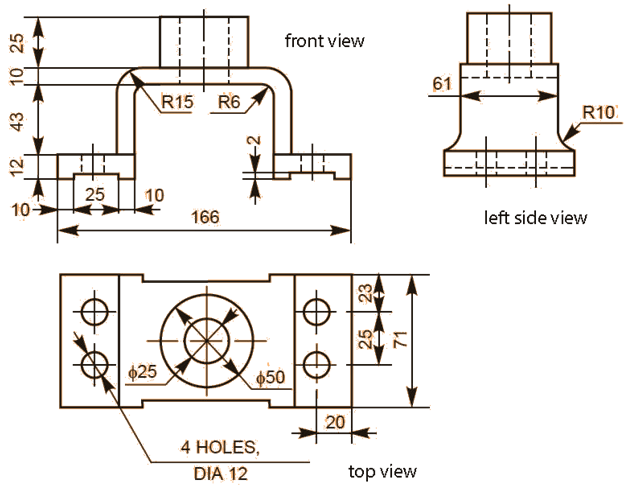 front view
25
10
43
12
R15
R6
2
10
25
10
166
61
R10
left side view
23
25
71
20
ϕ25
ϕ50
4 HOLES,
DIA 12
top view